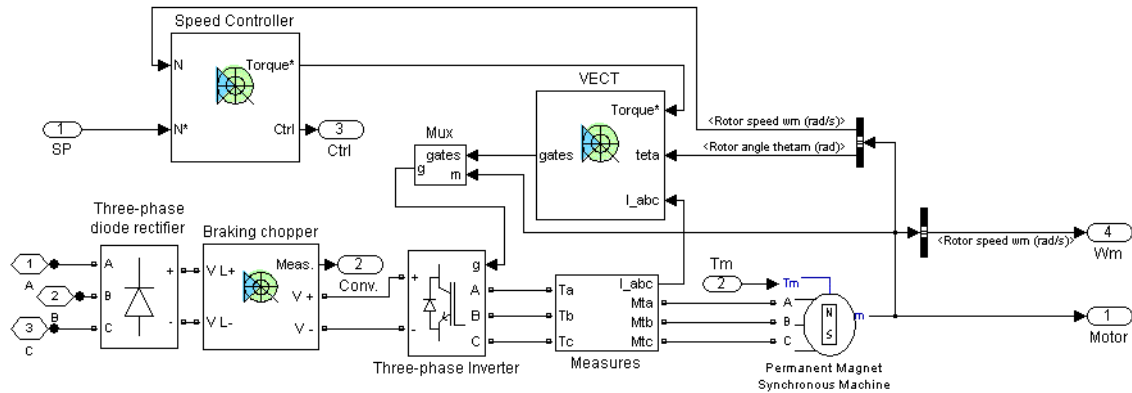 Speed Controller
N
Torque*
N*
Ctrl
1
SP
3
Ctrl
VECT
Torque*
gates
teta
I_abc
<Rotor speed wm (rad/s)>
<Rotor angle thetam (rad)>
Mux
gates
g
m
<Rotor speed wm (rad/s)>
4
Wm
Three-phase
diode rectifier
1
A
2
B
3
C
A
B
C
+
-
Braking chopper
V L+
V L-
Meas.
V +
V -
2
Conv.
+
-
g
A
B
C
Three-phase Inverter
Ta
Tb
Tc
I_abc
Mta
Mtb
Mtc
Measures
Tm
2
Tm
A
B
C
N
S
m
Permanent Magnet
Synchronous Machine
1
Motor